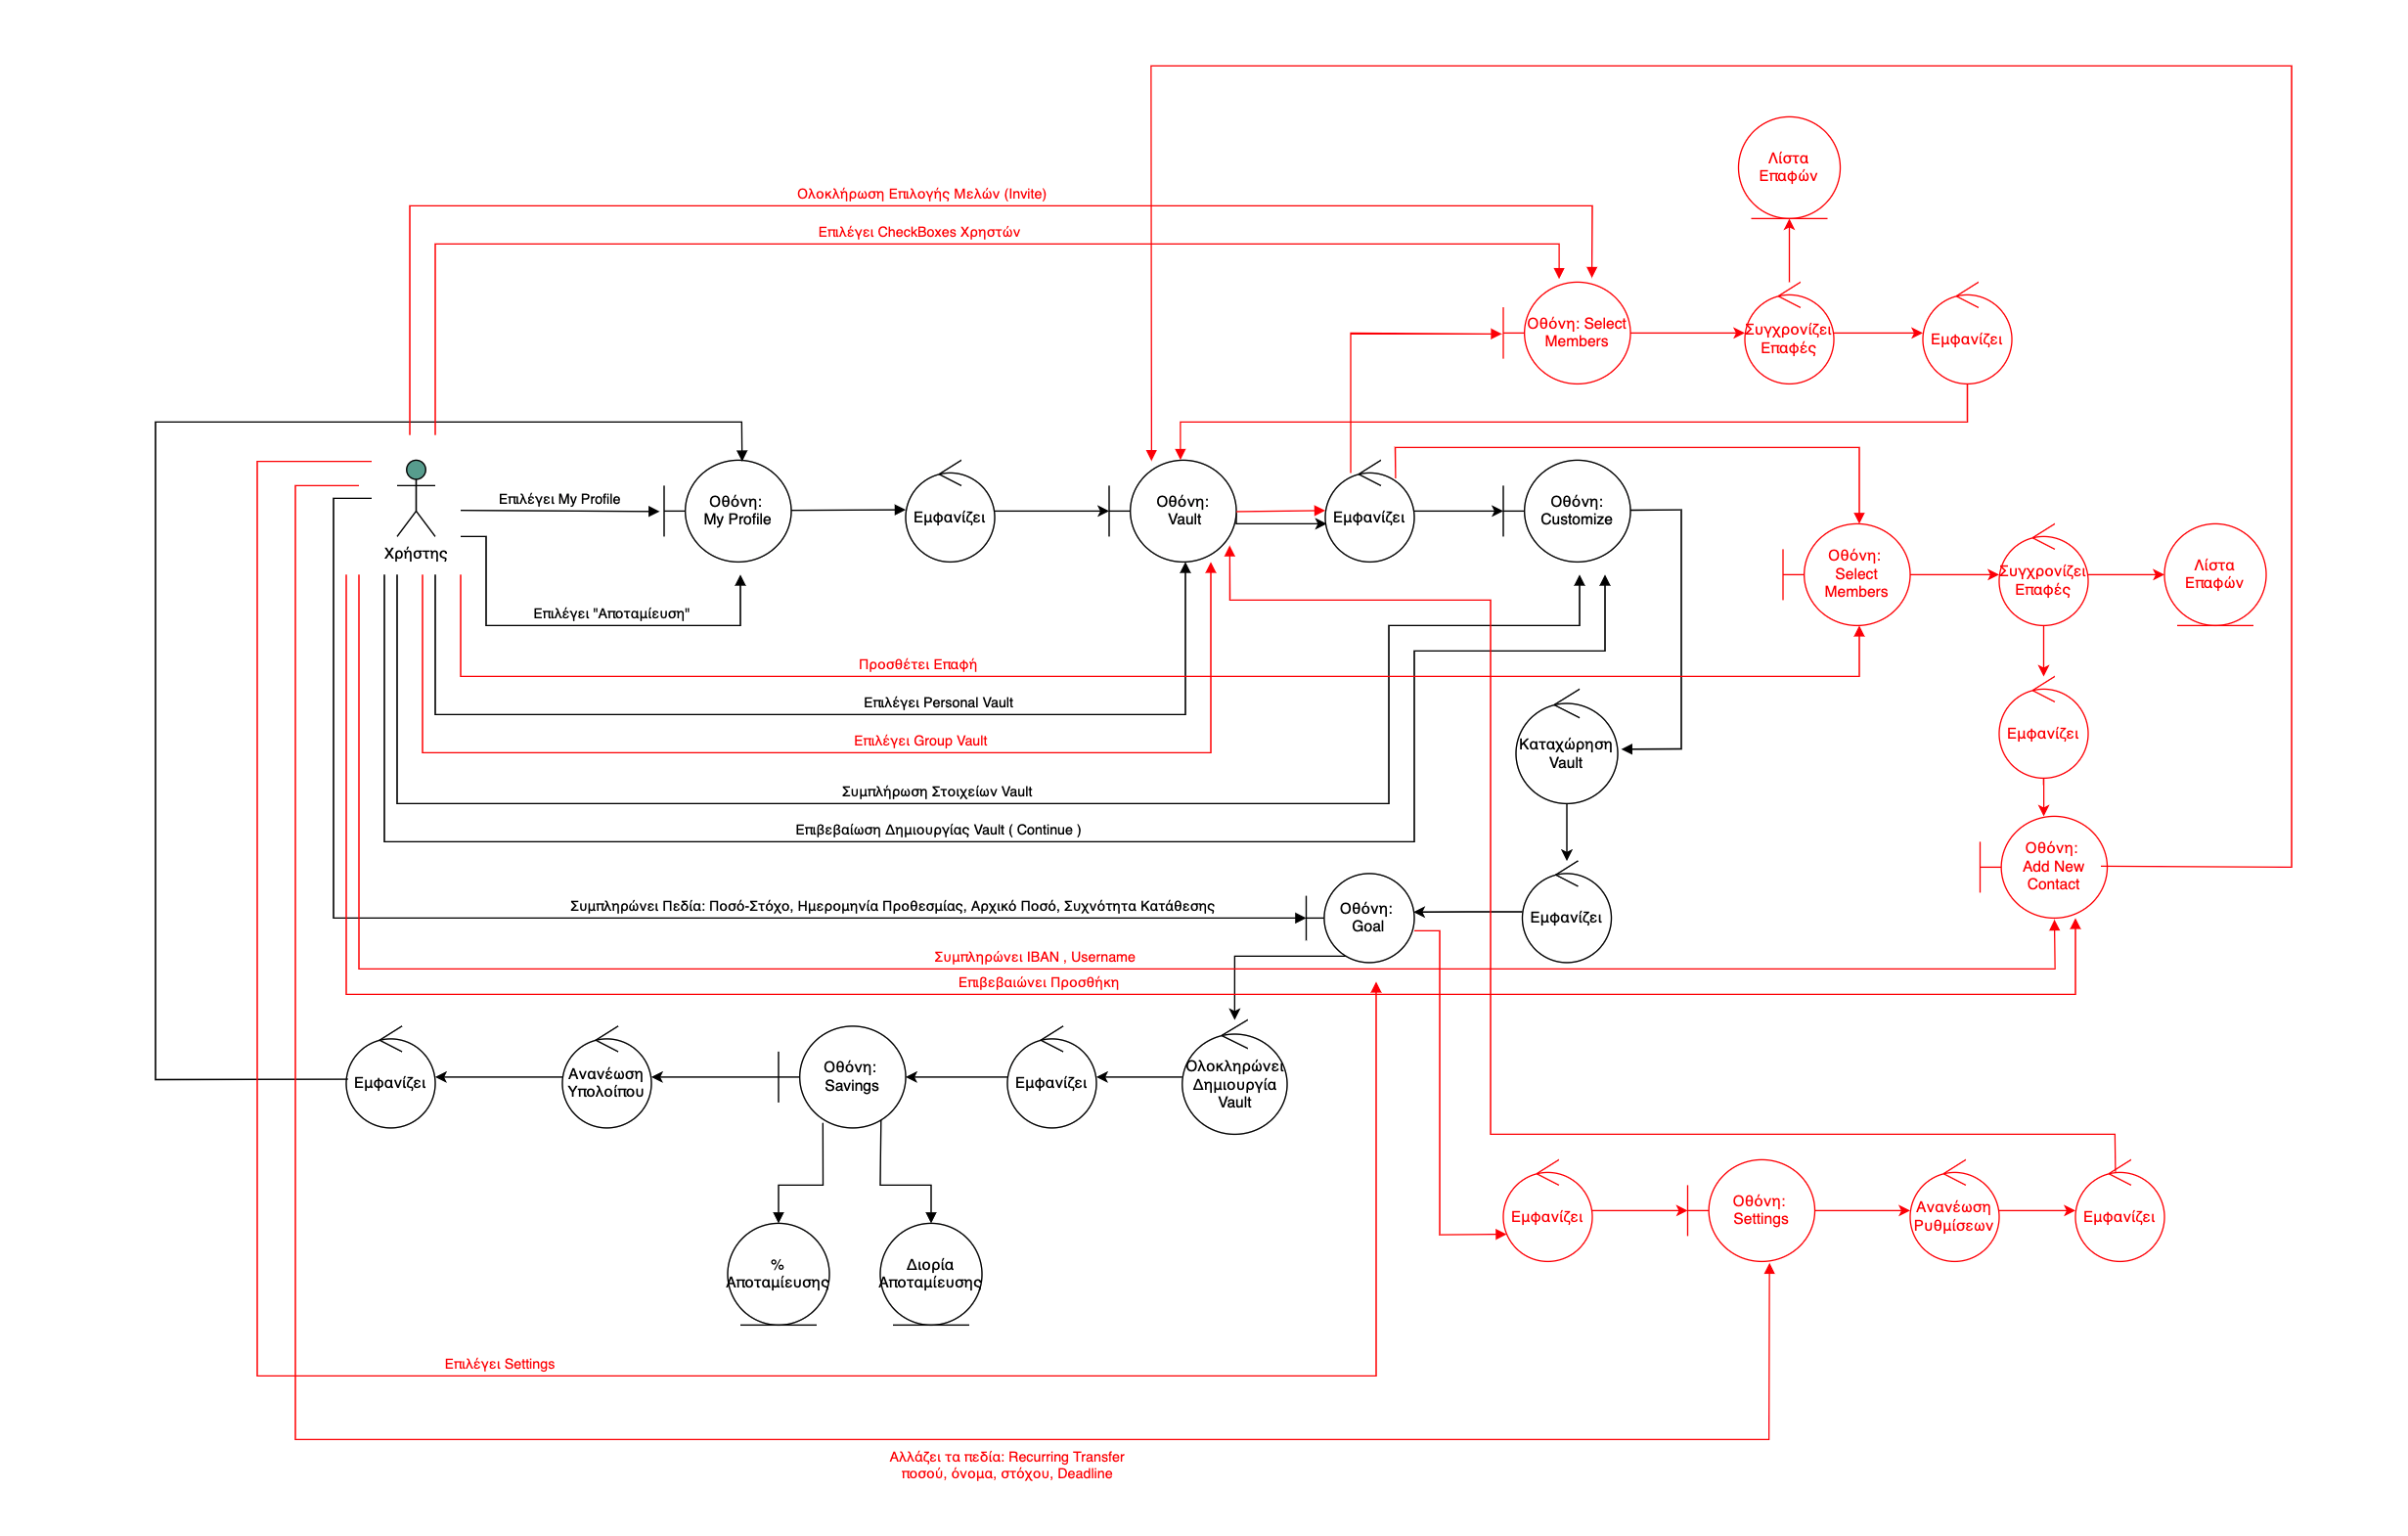 Λίστα
Επαφών
Ολοκλήρωση Επιλογής Μελών (Invite)
Επιλέγει CheckBoxes Χρηστών
Οθόνη: Select
Members
Συγχρονίζει
Επαφές
Εμφανίζει
Επιλέγει My Profile
Οθόνη:
My Profile
Εμφανίζει
Οθόνη:
Vault
Εμφανίζει
Οθόνη:
Customize
Χρήστης
Οθόνη:
Select
Members
Συγχρονίζει
Επαφές
Λίστα
Επαφών
Επιλέγει "Αποταμίευση"
Προσθέτει Επαφή
Επιλέγει Personal Vault
Επιλέγει Group Vault
Καταχώρηση
Vault
Εμφανίζει
Συμπλήρωση Στοιχείων Vault
Επιβεβαίωση Δημιουργίας Vault ( Continue )
Οθόνη:
Add New
Contact
Συμπληρώνει Πεδία: Ποσό-Στόχο, Ημερομηνία Προθεσμίας, Αρχικό Ποσό, Συχνότητα Κατάθεσης
Οθόνη:
Goal
Εμφανίζει
Συμπληρώνει IBAN , Username
Επιβεβαιώνει Προσθήκη
Εμφανίζει
Ανανέωση
Υπολοίπου
Οθόνη:
Savings
Εμφανίζει
Ολοκληρώνει
Δημιουργία
Vault
Εμφανίζει
Οθόνη:
Settings
Ανανέωση
Ρυθμίσεων
Εμφανίζει
%
Αποταμίευσης
Διορία
Αποταμίευσης
Επιλέγει Settings
Αλλάζει τα πεδία: Recurring Transfer
ποσού, όνομα, στόχου, Deadline